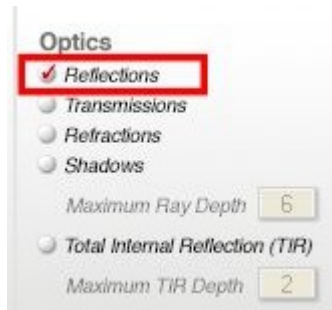 Optics
Reflections
Transmissions
Refractions
Shadows
Maximum Ray Depth 6
Total Internal Reflection (TIR)
Maximum TIR Depth 2